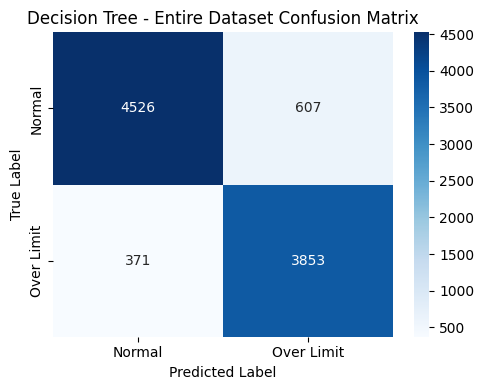 Decision Tree - Entire Dataset Confusion Matrix
Normal
Over Limit
True Label
4526
607
371
3853
Normal
Over Limit
Predicted Label
4500
4000
3500
3000
2500
2000
1500
1000
500